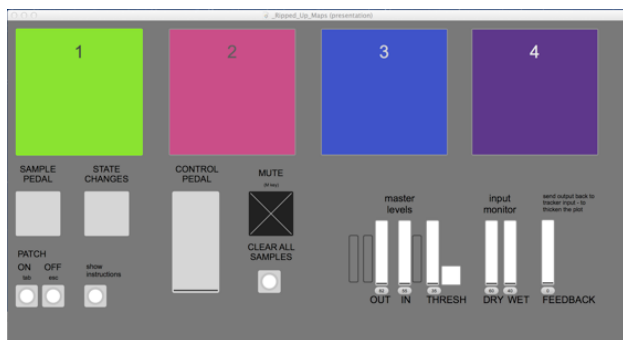 _Ripped_Up_Maps (presentation)
1
2
3
4
SAMPLE
PEDAL
STATE
CHANGES
CONTROL
PEDAL
MUTE
(M key)
CLEAR ALL
SAMPLES
PATCH
ON
OFF
tab
esc
show
instructions
master
levels
input
monitor
send output back to
tracker input - to
thicken the plot
OUT
IN
THRESH
DRY
WET
0
FEEDBACK